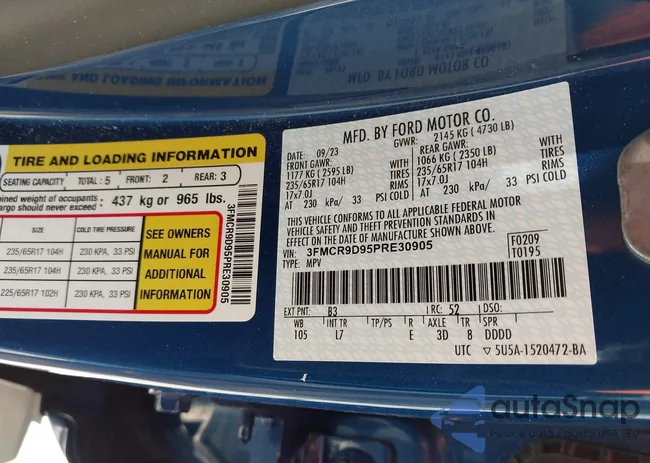 TIRE AND LOADING INFORMATION
SEATING CAPACITY TOTAL: 5 FRONT: 2 REAR: 3
ined weight of occupants
argo should never exceed: 437 kg or 965 lbs.
SIZE COLD TIRE PRESSURE
235/65R17 104H 230 KPA, 33 PSI
235/65R17 104H 230 KPA, 33 PSI
225/65R17 102H 230 KPA, 33 PSI
SEE OWNERS
MANUAL FOR
ADDITIONAL
INFORMATION
3FMCR9D95PRE30905
MFD. BY FORD MOTOR CO.
DATE: 09/23 GVWR: 2145 KG ( 4730 LB)
FRONT GAWR: REAR GAWR:
1177 KG ( 2595 LB) WITH 1066 KG ( 2350 LB) WITH
235/65R17 104H TIRES 235/65R17 104H TIRES
17x7.0J RIMS 17x7.0J RIMS
AT 230 kPa/ 33 PSI COLD AT 230 kPa/ 33 PSI COLD
THIS VEHICLE CONFORMS TO ALL APPLICABLE FEDERAL MOTOR
VEHICLE SAFETY AND THEFT PREVENTION STANDARDS IN
EFFECT ON THE DATE OF MANUFACTURE SHOWN ABOVE.
VIN: 3FMCR9D95PRE30905 F0209
TYPE: MPV T0195
EXT PNT: B3 RC: 52 DSO:
WB INT TR TP/PS R AXLE TR SPR
105 L7 E 3D 8 DDDD
UTC ▽ 5U5A-1520472-BA
autoSnap